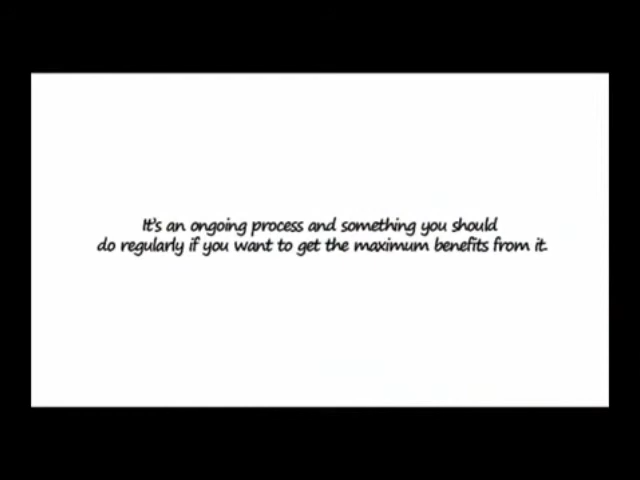 It's an ongoing process and something you should
do regularly if you want to get the maximum benefits from it.